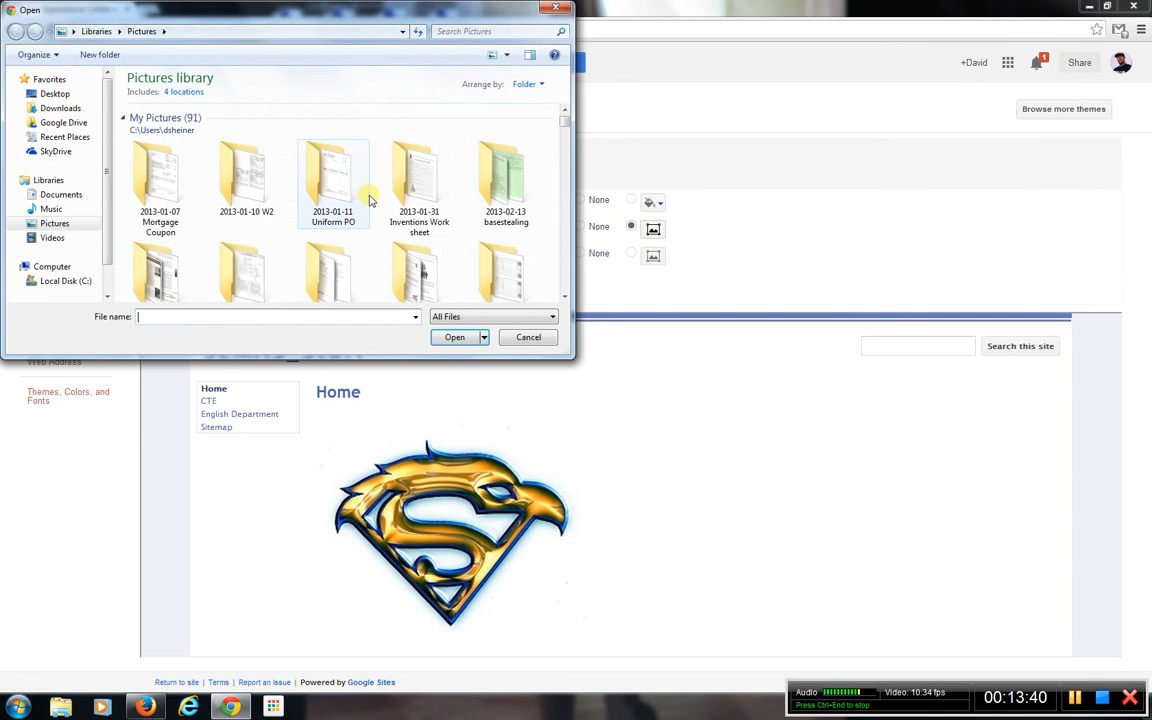 Open
Libraries Pictures
Search Pictures
Organize
New folder
Favorites
Desktop
Downloads
Google Drive
Recent Places
SkyDrive
Libraries
Documents
Music
Pictures
Videos
Computer
Local Disk (C:)
Pictures library
Includes: 4 locations
Arrange by: Folder
My Pictures (91)
C:\Users\dsheiner
2013-01-07
Mortgage
Coupon
2013-01-10 W2
2013-01-11
Uniform PO
2013-01-31
Inventions Work
sheet
2013-02-13
basestealing
File name:
All Files
Open
Cancel
+David
1
Share
Browse more themes
None
None
None
Web Address
Themes, Colors, and
Fonts
Search this site
Home
CTE
English Department
Sitemap
Home
S
Return to site
Terms
Report an Issue
Powered by Google Sites
Audio
Video: 10.34 fps
Press Ctrl+End to stop
00:13:40